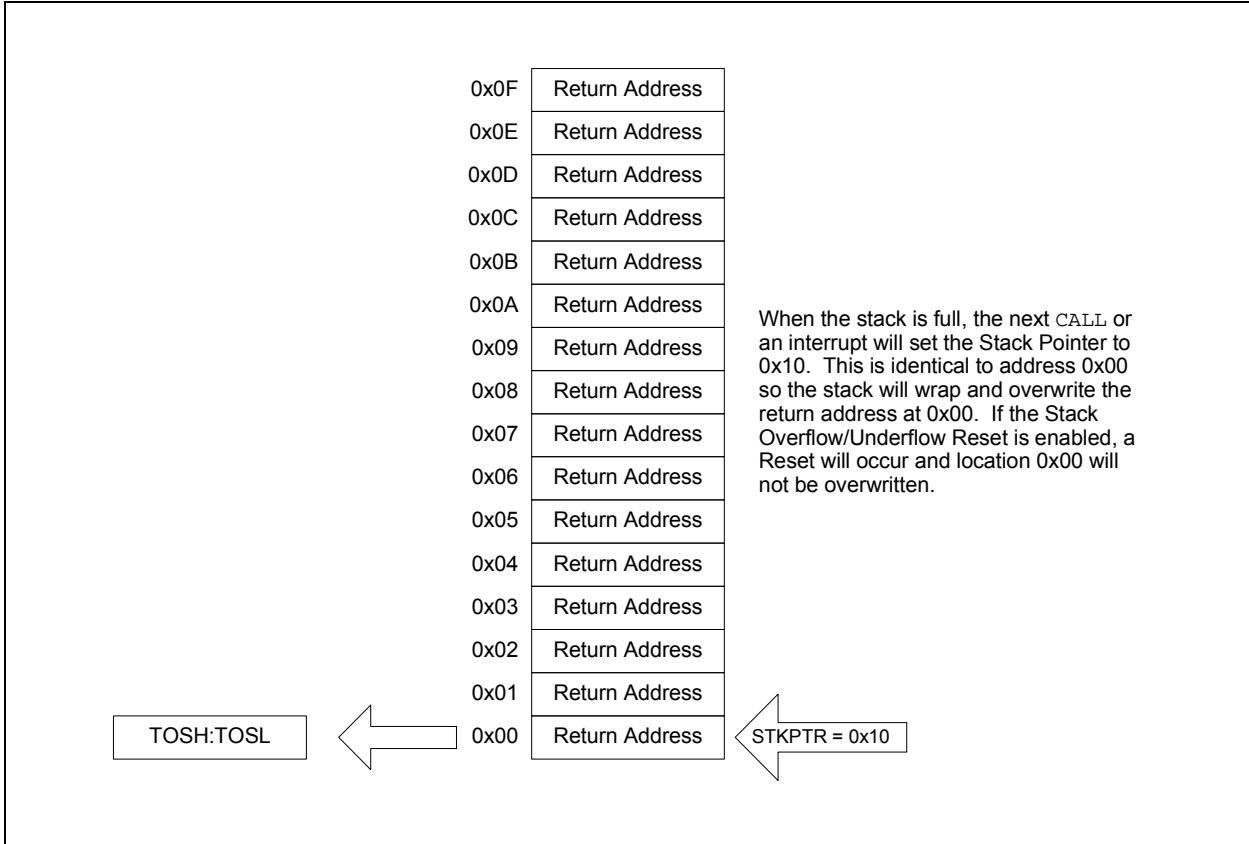 0x0F Return Address
0x0E Return Address
0x0D Return Address
0x0C Return Address
0x0B Return Address
0x0A Return Address
0x09 Return Address
0x08 Return Address
0x07 Return Address
0x06 Return Address
0x05 Return Address
0x04 Return Address
0x03 Return Address
0x02 Return Address
0x01 Return Address
TOSH:TOSL 0x00 Return Address STKPTR = 0x10
When the stack is full, the next CALL or
an interrupt will set the Stack Pointer to
0x10. This is identical to address 0x00
so the stack will wrap and overwrite the
return address at 0x00. If the Stack
Overflow/Underflow Reset is enabled, a
Reset will occur and location 0x00 will
not be overwritten.